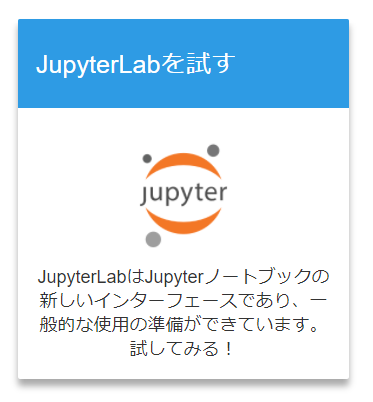 JupyterLabを試す
jupyter
JupyterLabはJupyterノートブックの
新しいインターフェースであり、一
般的な使用の準備ができています。
試してみる！